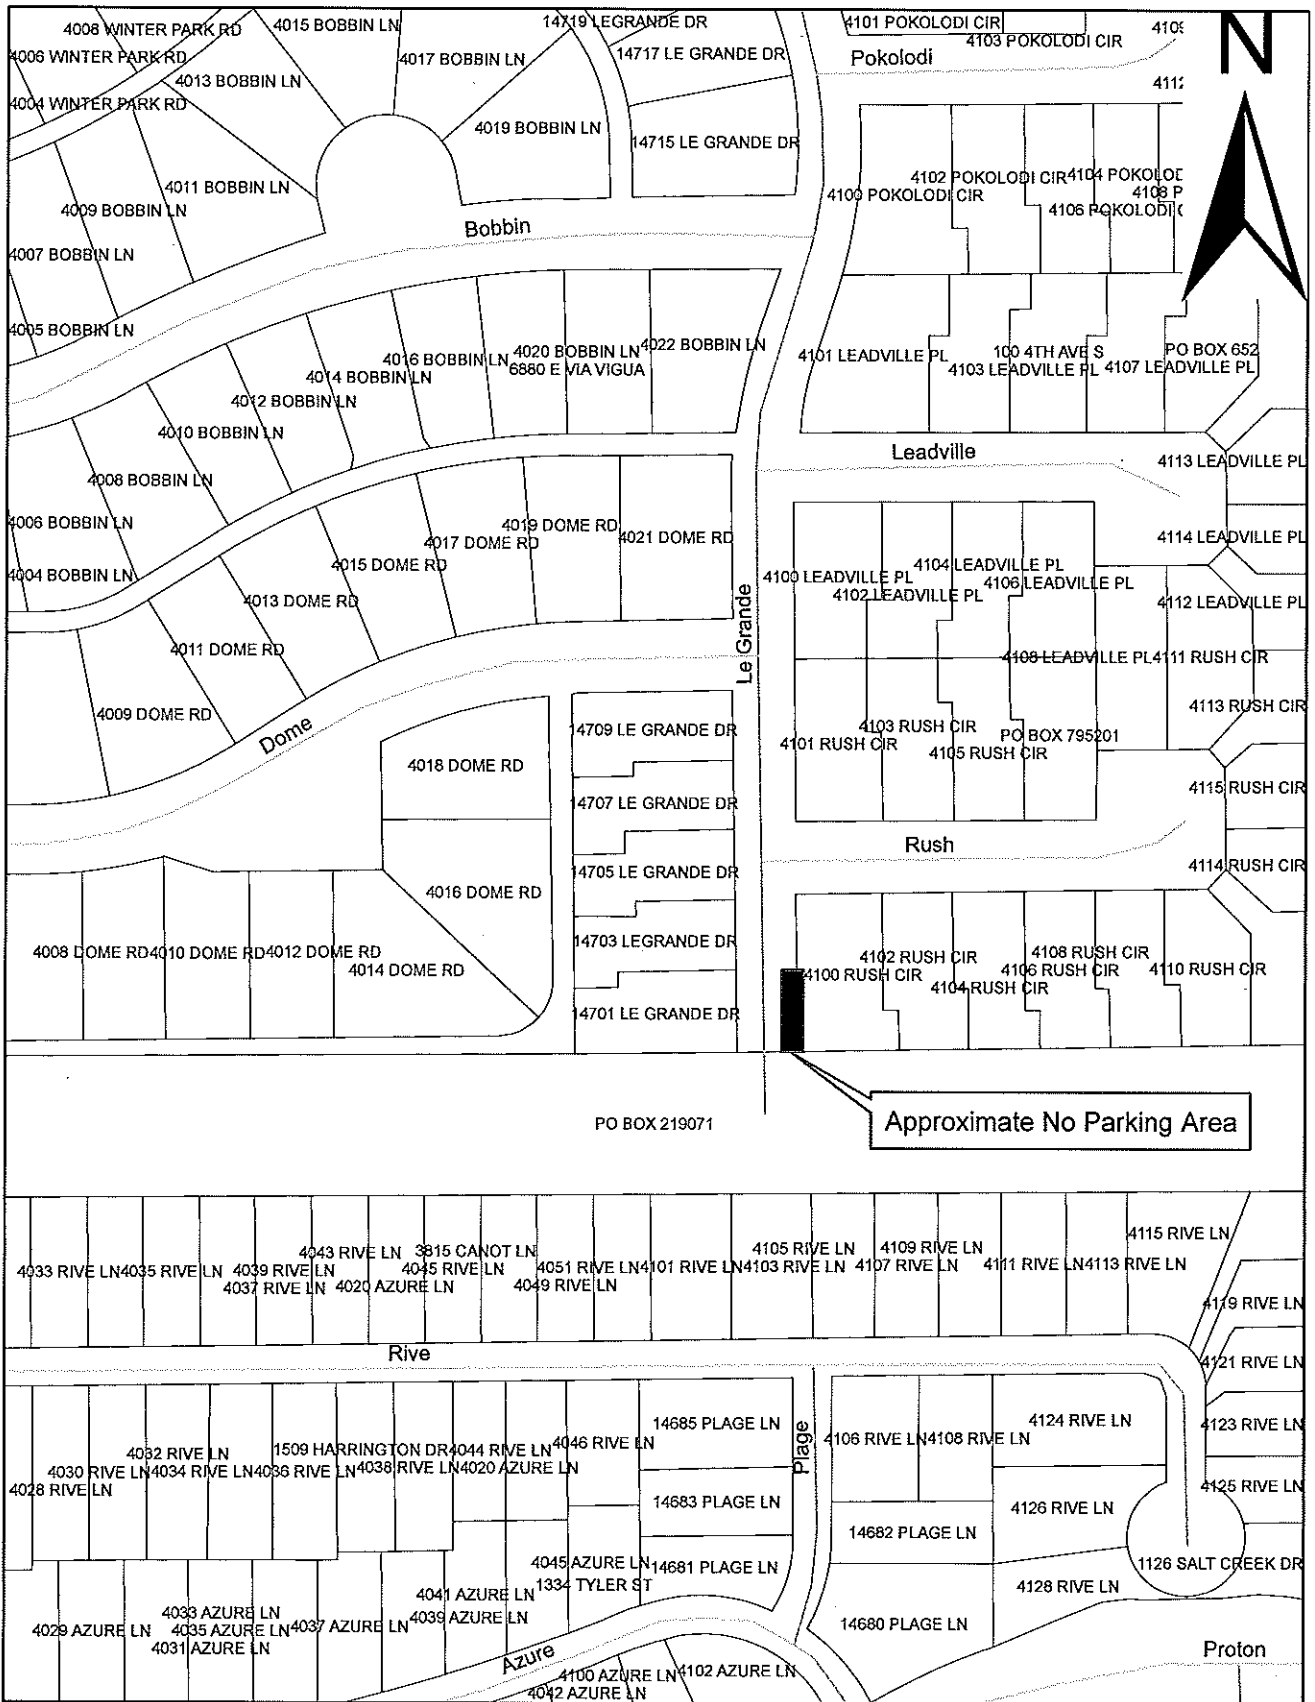 4008 WINTER PARK RD
4015 BOBBIN LN
14719 LEGRANDE DR
4101 POKOLODI CIR
N
4006 WINTER PARK RD
4017 BOBBIN LN
14717 LE GRANDE DR
Pokolodi
4103 POKOLODI CIR
4013 BOBBIN LN
4004 WINTER PARK RD
4019 BOBBIN LN
14715 LE GRANDE DR
4011 BOBBIN LN
4102 POKOLODI CIR
4100 POKOLODI CIR
4009 BOBBIN LN
Bobbin
4007 BOBBIN LN
4005 BOBBIN LN
4016 BOBBIN LN
4020 BOBBIN LN
6880 E VIA VIGUA
4022 BOBBIN LN
4101 LEADVILLE PL
100 4TH AVE S
4103 LEADVILLE PL
4107 LEADVILLE PL
PO BOX 652
4014 BOBBIN LN
4012 BOBBIN LN
4010 BOBBIN LN
Leadville
4113 LEADVILLE PL
4008 BOBBIN LN
4006 BOBBIN LN
4019 DOME RD
4021 DOME RD
4017 DOME RD
4114 LEADVILLE PL
4015 DOME RD
4004 BOBBIN LN
4100 LEADVILLE PL
4104 LEADVILLE PL
4102 LEADVILLE PL
4106 LEADVILLE PL
4112 LEADVILLE PL
4013 DOME RD
Le Grande
4011 DOME RD
4108 LEADVILLE PL
4111 RUSH CIR
4009 DOME RD
4113 RUSH CIR
Dome
14709 LE GRANDE DR
4101 RUSH CIR
4103 RUSH CIR
4105 RUSH CIR
PO BOX 795201
4018 DOME RD
14707 LE GRANDE DR
4115 RUSH CIR
Rush
14705 LE GRANDE DR
4114 RUSH CIR
4016 DOME RD
4008 DOME RD
4010 DOME RD
4012 DOME RD
4014 DOME RD
14703 LEGRANDE DR
4100 RUSH CIR
4102 RUSH CIR
4104 RUSH CIR
4106 RUSH CIR
4108 RUSH CIR
4110 RUSH CIR
14701 LE GRANDE DR
PO BOX 219071
Approximate No Parking Area
4033 RIVE LN
4035 RIVE LN
4039 RIVE LN
4037 RIVE LN
4043 RIVE LN
4020 AZURE LN
3815 CANOT LN
4045 RIVE LN
4051 RIVE LN
4049 RIVE LN
4101 RIVE LN
4105 RIVE LN
4103 RIVE LN
4109 RIVE LN
4107 RIVE LN
4111 RIVE LN
4113 RIVE LN
4115 RIVE LN
4119 RIVE LN
Rive
4121 RIVE LN
4032 RIVE LN
4030 RIVE LN
4028 RIVE LN
4034 RIVE LN
4036 RIVE LN
1509 HARRINGTON DR
4038 RIVE LN
4044 RIVE LN
4020 AZURE LN
4046 RIVE LN
14685 PLAGE LN
Plage
4106 RIVE LN
4108 RIVE LN
4124 RIVE LN
4123 RIVE LN
14683 PLAGE LN
4126 RIVE LN
4125 RIVE LN
14682 PLAGE LN
4045 AZURE LN
14681 PLAGE LN
1334 TYLER ST
1126 SALT CREEK DR
4128 RIVE LN
4041 AZURE LN
4039 AZURE LN
4033 AZURE LN
4029 AZURE LN
4035 AZURE LN
4037 AZURE LN
4031 AZURE LN
14680 PLAGE LN
Azure
4100 AZURE LN
4102 AZURE LN
4042 AZURE LN
Proton